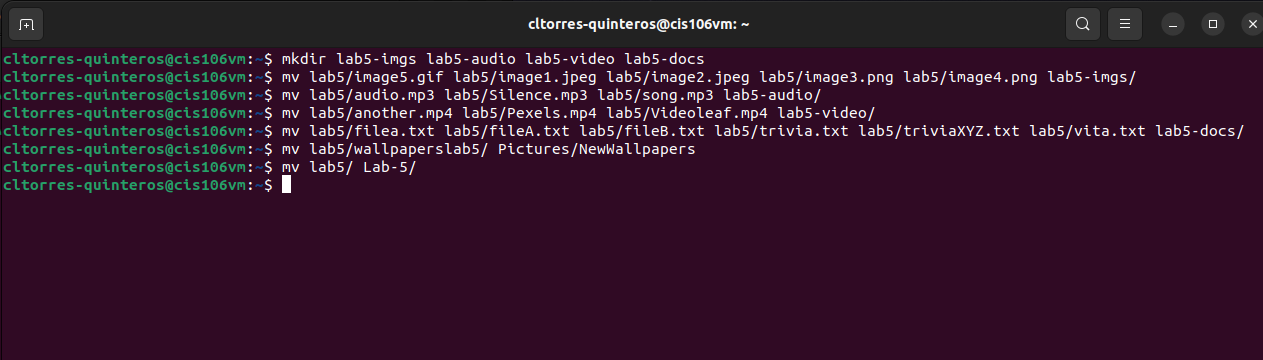 cltorres-quinteros@cis106vm: ~
cltorres-quinteros@cis106vm:~$ mkdir lab5-imgs lab5-audio lab5-video lab5-docs
cltorres-quinteros@cis106vm:~$ mv lab5/image5.gif lab5/image1.jpeg lab5/image2.jpeg lab5/image3.png lab5/image4.png lab5-imgs/
cltorres-quinteros@cis106vm:~$ mv lab5/audio.mp3 lab5/Silence.mp3 lab5/song.mp3 lab5-audio/
cltorres-quinteros@cis106vm:~$ mv lab5/another.mp4 lab5/Pexels.mp4 lab5/Videoleaf.mp4 lab5-video/
cltorres-quinteros@cis106vm:~$ mv lab5/filea.txt lab5/fileA.txt lab5/fileB.txt lab5/trivia.txt lab5/triviaXYZ.txt lab5/vita.txt lab5-docs/
cltorres-quinteros@cis106vm:~$ mv lab5/wallpaperslab5/ Pictures/NewWallpapers
cltorres-quinteros@cis106vm:~$ mv lab5/ Lab-5/
cltorres-quinteros@cis106vm:~$